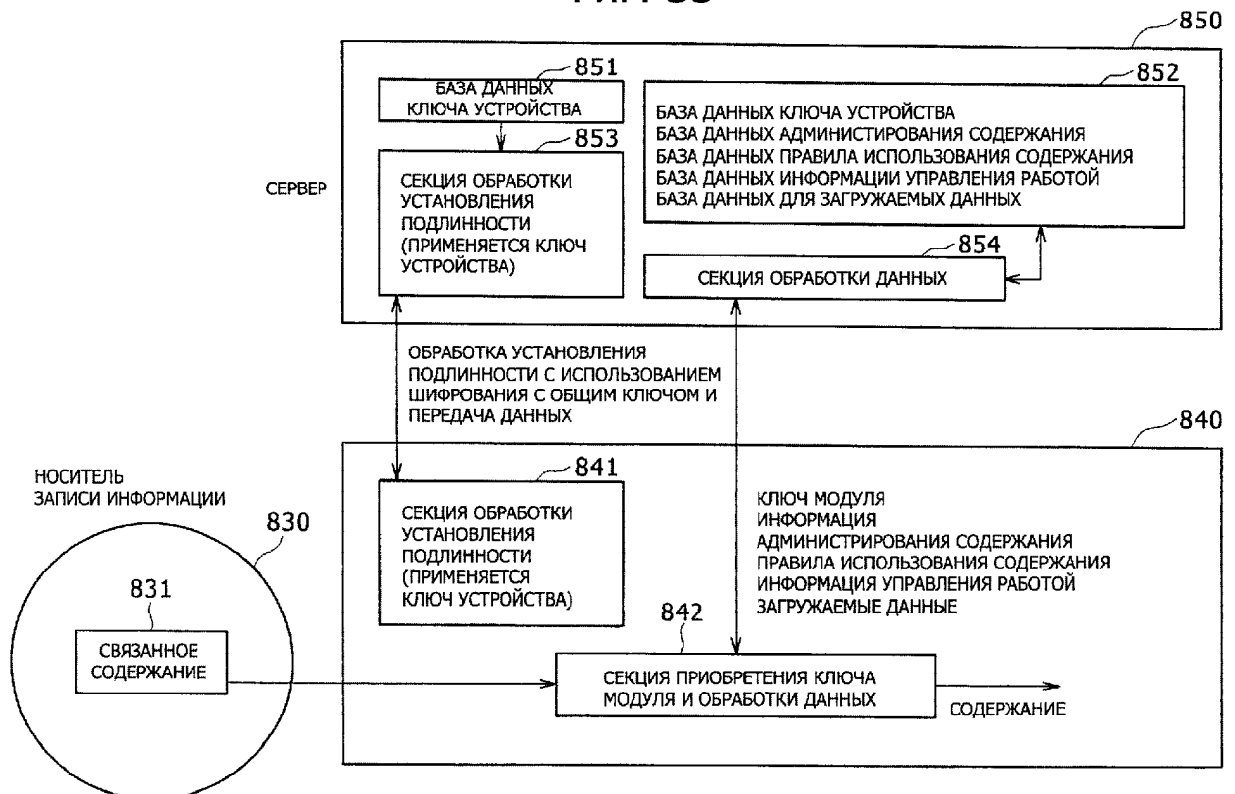 850
851
БАЗА ДАННЫХ
КЛЮЧА УСТРОЙСТВА
852
БАЗА ДАННЫХ КЛЮЧА УСТРОЙСТВА
БАЗА ДАННЫХ АДМИНИСТИРОВАНИЯ СОДЕРЖАНИЯ
БАЗА ДАННЫХ ПРАВИЛА ИСПОЛЬЗОВАНИЯ СОДЕРЖАНИЯ
БАЗА ДАННЫХ ИНФОРМАЦИИ УПРАВЛЕНИЯ РАБОТОЙ
БАЗА ДАННЫХ ДЛЯ ЗАГРУЖАЕМЫХ ДАННЫХ
853
СЕРВЕР
СЕКЦИЯ ОБРАБОТКИ
УСТАНОВЛЕНИЯ
ПОДЛИННОСТИ
(ПРИМЕНЯЕТСЯ КЛЮЧ
УСТРОЙСТВА)
854
СЕКЦИЯ ОБРАБОТКИ ДАННЫХ
ОБРАБОТКА УСТАНОВЛЕНИЯ
ПОДЛИННОСТИ С ИСПОЛЬЗОВАНИЕМ
ШИФРОВАНИЯ С ОБЩИМ КЛЮЧОМ И
ПЕРЕДАЧА ДАННЫХ
840
841
СЕКЦИЯ ОБРАБОТКИ
УСТАНОВЛЕНИЯ
ПОДЛИННОСТИ
(ПРИМЕНЯЕТСЯ
КЛЮЧ УСТРОЙСТВА)
КЛЮЧ МОДУЛЯ
ИНФОРМАЦИЯ
АДМИНИСТРИРОВАНИЯ СОДЕРЖАНИЯ
ПРАВИЛА ИСПОЛЬЗОВАНИЯ СОДЕРЖАНИЯ
ИНФОРМАЦИЯ УПРАВЛЕНИЯ РАБОТОЙ
ЗАГРУЖАЕМЫЕ ДАННЫЕ
НОСИТЕЛЬ
ЗАПИСИ ИНФОРМАЦИИ
830
831
СВЯЗАННОЕ
СОДЕРЖАНИЕ
842
СЕКЦИЯ ПРИОБРЕТЕНИЯ КЛЮЧА
МОДУЛЯ И ОБРАБОТКИ ДАННЫХ
СОДЕРЖАНИЕ